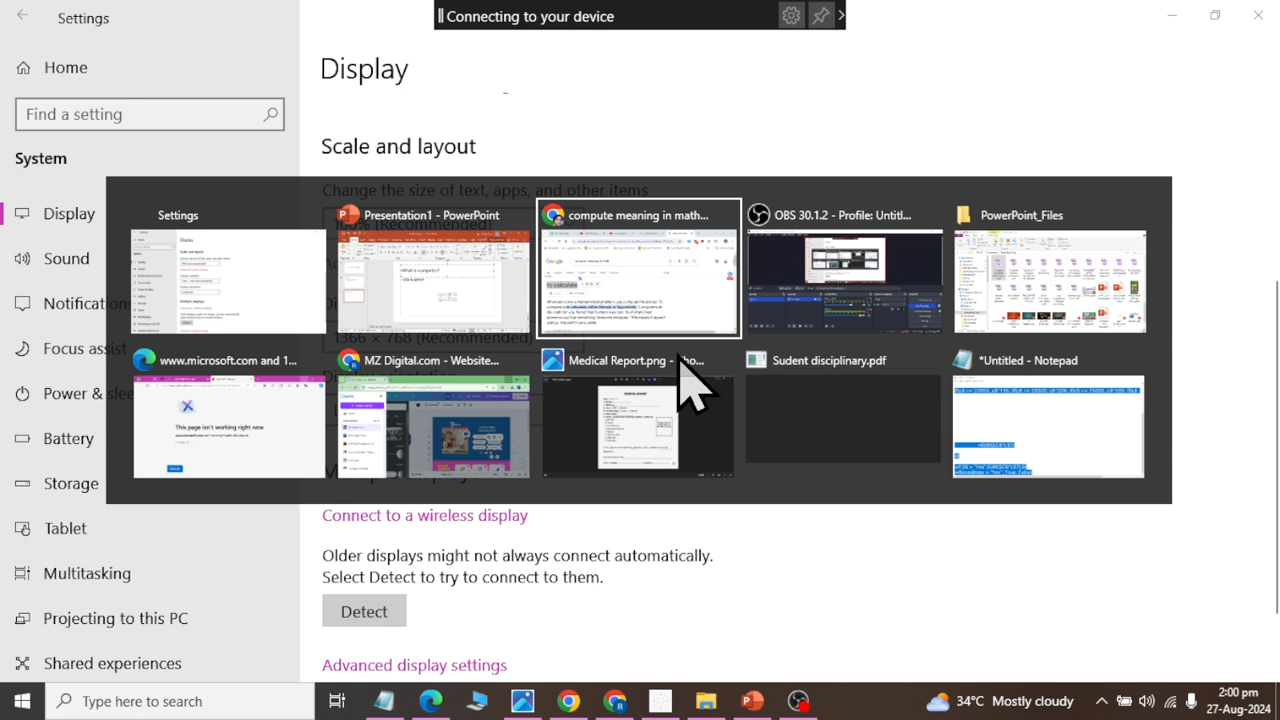 Settings
Connecting to your device
Home
Display
Find a setting
Scale and layout
System
Change the size of text, apps, and other items
Display
Settings
Presentation1 - PowerPoint
compute meaning in math...
OBS 30.1.2 - Profile: Untitl...
PowerPoint_Files
Sound
Focus assist
1366 × 768 (Recommended)
www.microsoft.com and 1...
MZ Digital.com - Website...
Medical Report.png - 
Sudent disciplinary.pdf
*Untitled - Notepad
This page isn't working right now
Battery
Storage
Connect to a wireless display
Tablet
Older displays might not always connect automatically.
Select Detect to try to connect to them.
Multitasking
Detect
Projecting to this PC
Shared experiences
Advanced display settings
Type here to search
34°C Mostly cloudy
2:00 pm
27-Aug-2024